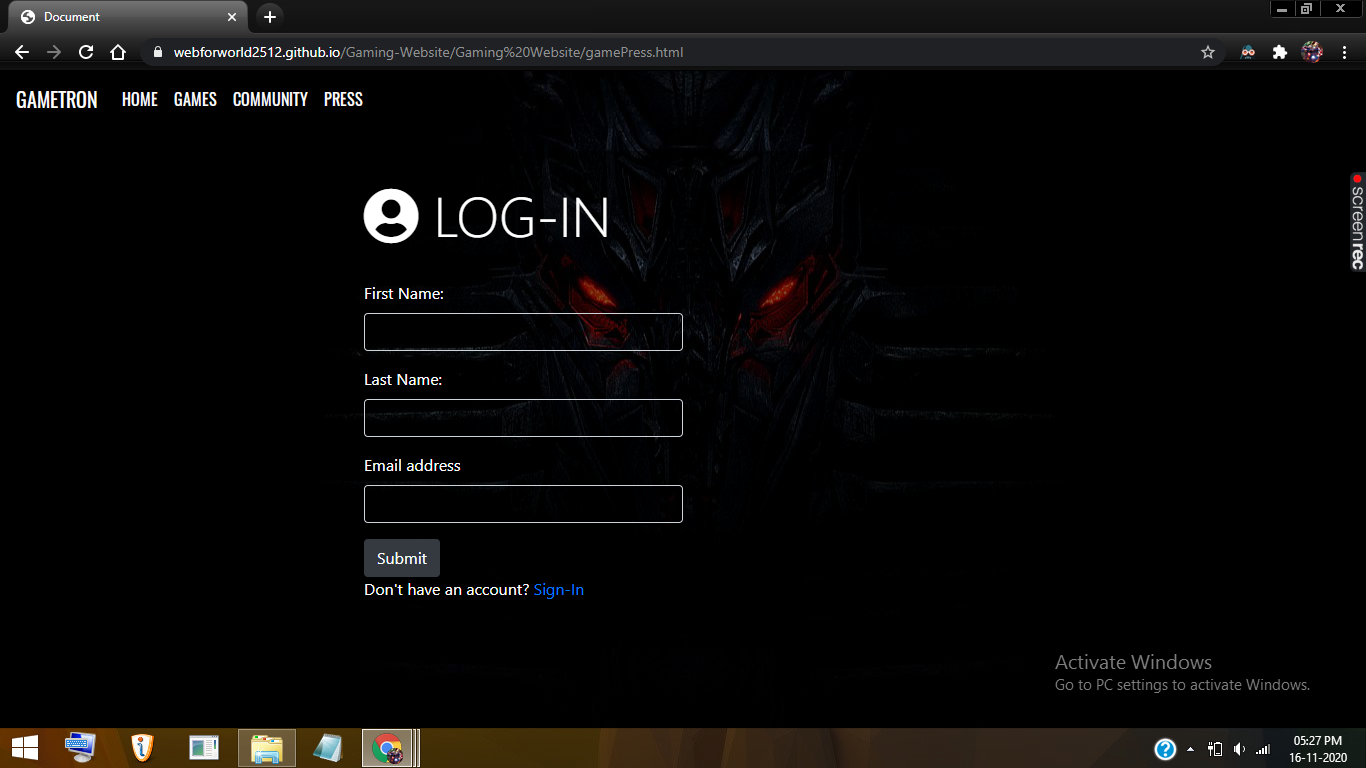 Document
webforworld2512.github.io/Gaming-Website/Gaming%20Website/gamePress.html
GAMETRON HOME GAMES COMMUNITY PRESS
LOG-IN
First Name:
Last Name:
Email address
Submit
Don't have an account? Sign-In
screenrec
Activate Windows
Go to PC settings to activate Windows.
05:27 PM
16-11-2020